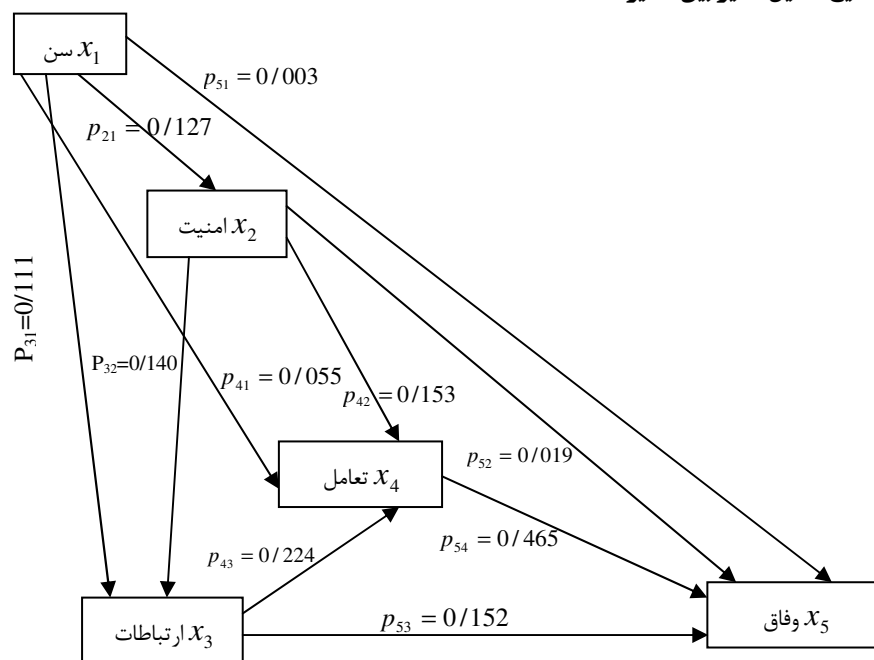 x₁ سن
p₅₁ = 0/003
p₂₁ = 0/127
x₂ امنیت
P₃₁=0/111
P₃₂=0/140
p₄₁ = 0/055
p₄₂ = 0/153
p₅₂ = 0/019
x₄ تعامل
p₄₃ = 0/224
p₅₄ = 0/465
x₃ ارتباطات
p₅₃ = 0/152
x₅ وفاق